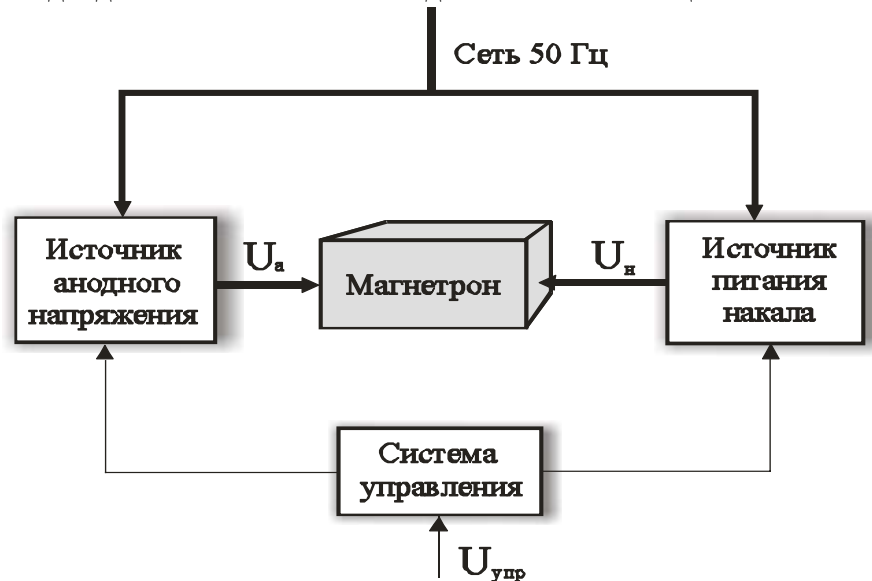 Сеть 50 Гц
Источник
анодного
напряжения
Uа
Магнетрон
Uн
Источник
питания
накала
Система
управления
Uупр